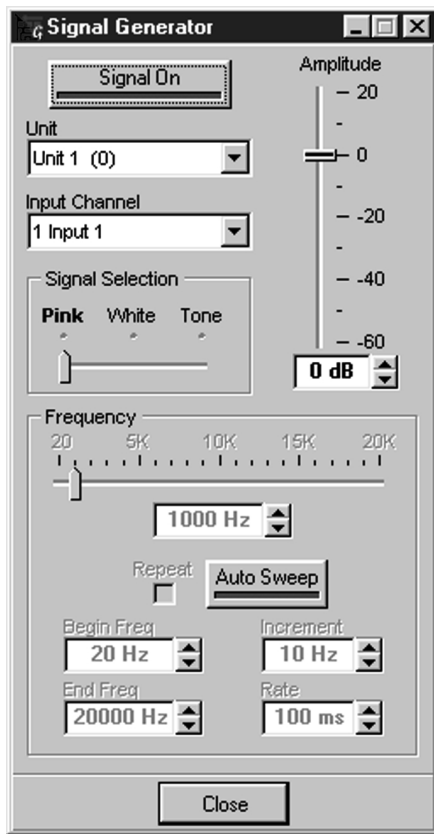 Signal Generator
Signal On
Amplitude
20
0
-20
-40
-60
0 dB
Unit
Unit 1 (0)
Input Channel
1 Input 1
Signal Selection
Pink White Tone
Frequency
20 5K 10K 15K 20K
1000 Hz
Repeat
Auto Sweep
Begin Freq Increment
20 Hz 10 Hz
End Freq Rate
20000 Hz 100 ms
Close